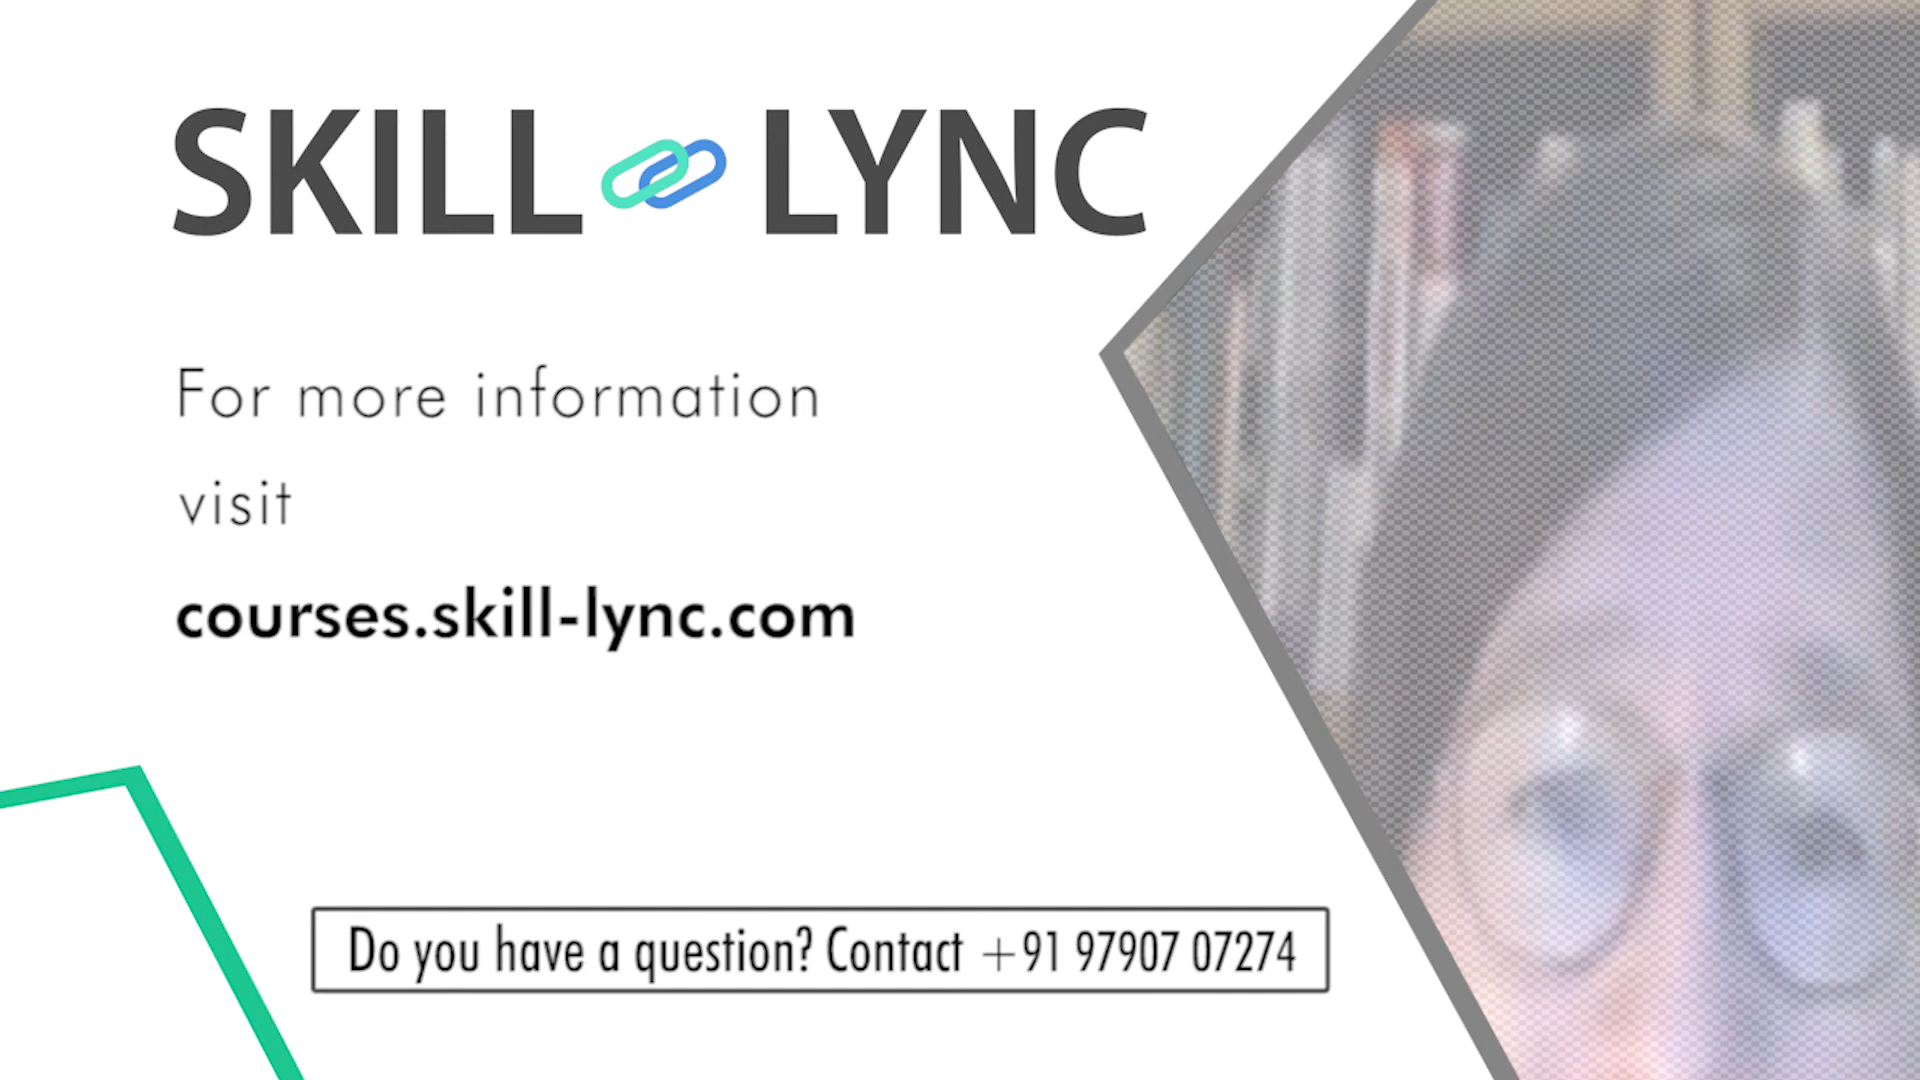 SKILL LYNC
For more information
visit
courses.skill-lync.com
Do you have a question? Contact +91 97907 07274